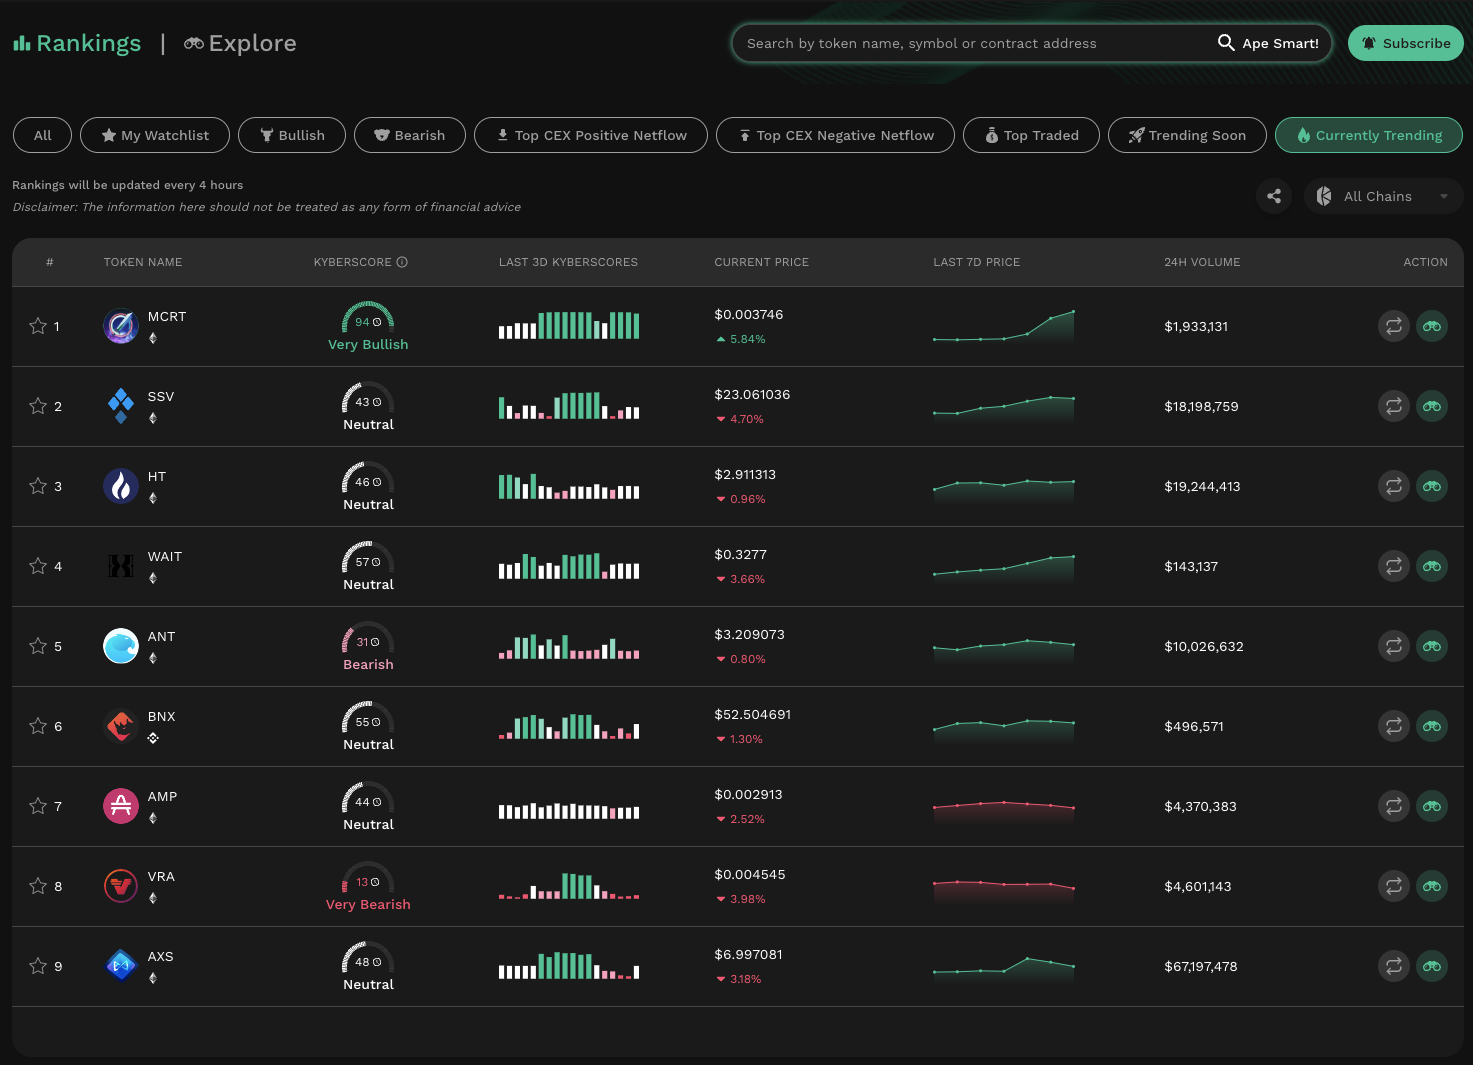 Rankings | Explore
Search by token name, symbol or contract address Ape Smart! Subscribe
All My Watchlist Bullish Bearish Top CEX Positive Netflow Top CEX Negative Netflow Top Traded Trending Soon Currently Trending
Rankings will be updated every 4 hours
Disclaimer: The information here should not be treated as any form of financial advice
All Chains
# TOKEN NAME KYBERSCORE LAST 3D KYBERSCORES CURRENT PRICE LAST 7D PRICE 24H VOLUME ACTION
1 MCRT 94 Very Bullish $0.003746 5.84% $1,933,131
2 SSV 43 Neutral $23.061036 4.70% $18,198,759
3 HT 46 Neutral $2.911313 0.96% $19,244,413
4 WAIT 57 Neutral $0.3277 3.66% $143,137
5 ANT 31 Bearish $3.209073 0.80% $10,026,632
6 BNX 55 Neutral $52.504691 1.30% $496,571
7 AMP 44 Neutral $0.002913 2.52% $4,370,383
8 VRA 13 Very Bearish $0.004545 3.98% $4,601,143
9 AXS 48 Neutral $6.997081 3.18% $67,197,478